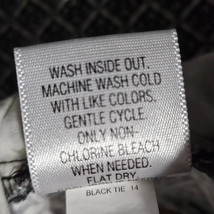 WASH INSIDE OUT.
MACHINE WASH COLD
WITH LIKE COLORS.
GENTLE CYCLE.
ONLY NON-
CHLORINE BLEACH
WHEN NEEDED.
FLAT DRY.
BLACK TIE 14